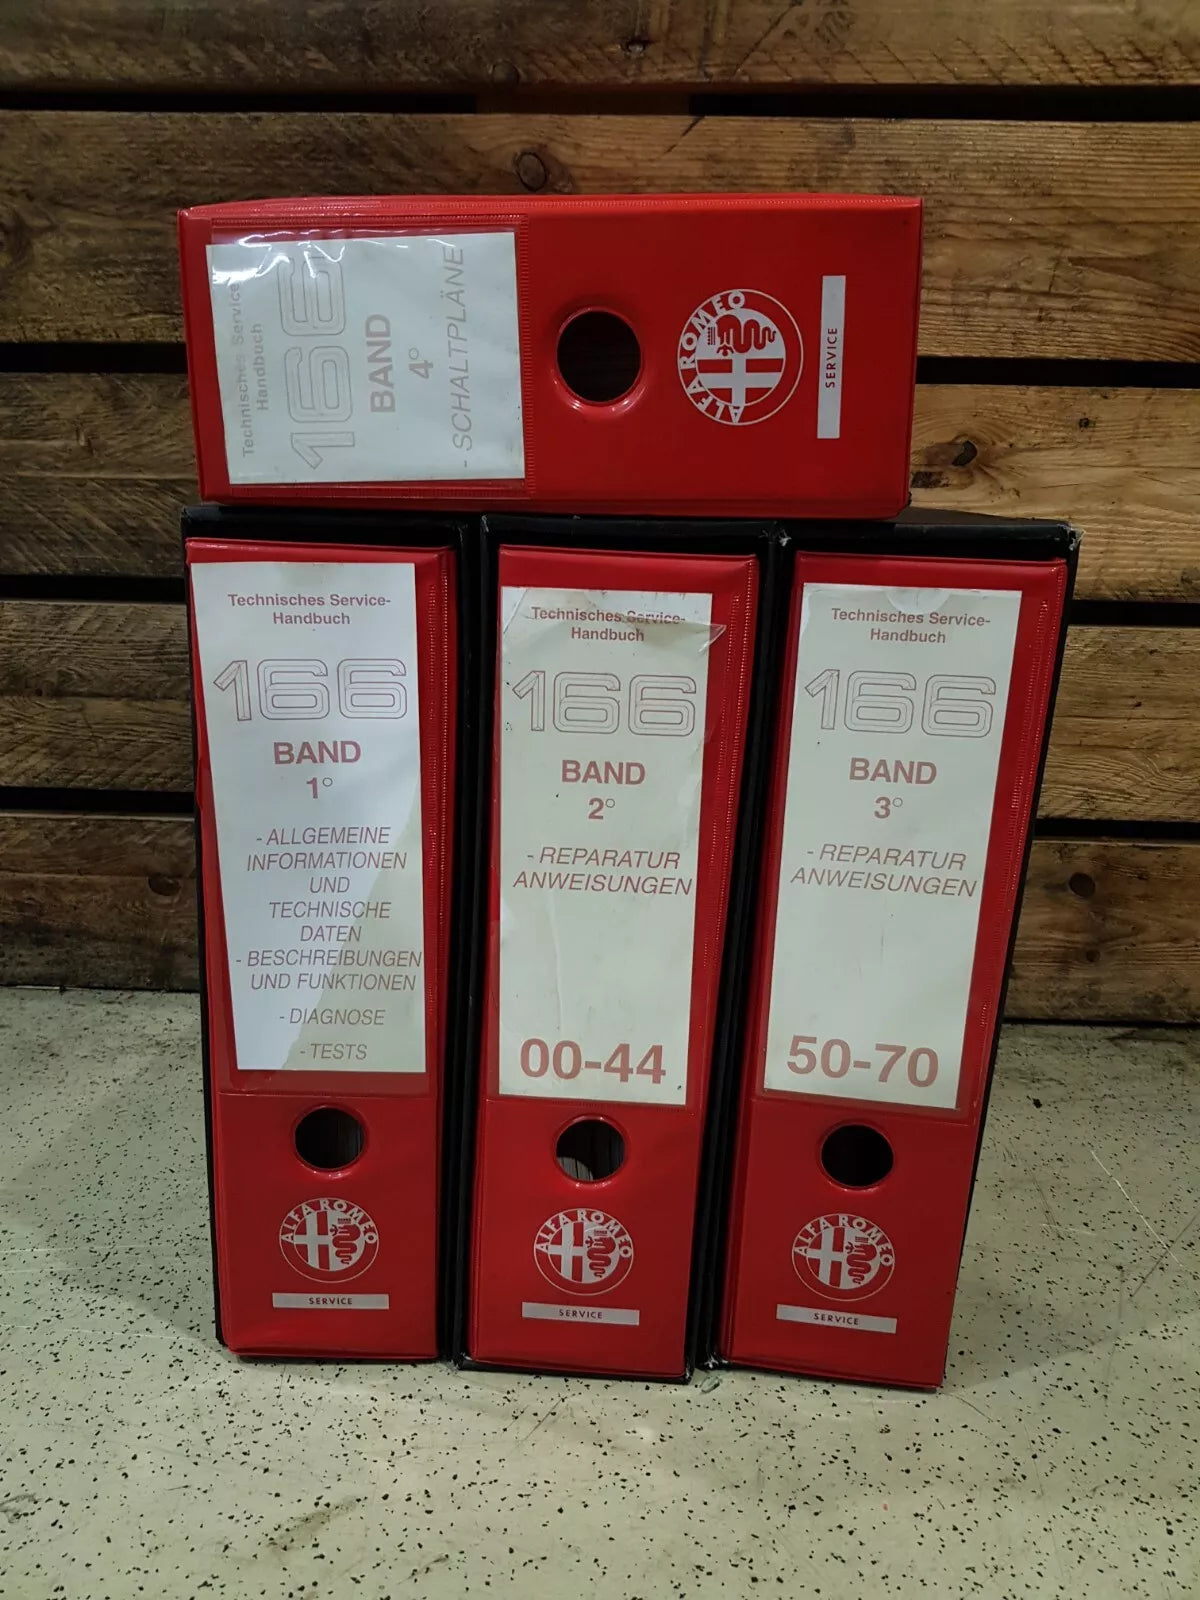 Technisches Service-
Handbuch
166
BAND
4°
- SCHALTPLÄNE
ALFA ROMEO
SERVICE
Technisches Service-
Handbuch
166
BAND
1°
- ALLGEMEINE
INFORMATIONEN
UND
TECHNISCHE
DATEN
- BESCHREIBUNGEN
UND FUNKTIONEN
- DIAGNOSE
- TESTS
ALFA ROMEO
SERVICE
Technisches Service-
Handbuch
166
BAND
2°
- REPARATUR
ANWEISUNGEN
00-44
ALFA ROMEO
SERVICE
Technisches Service-
Handbuch
166
BAND
3°
- REPARATUR
ANWEISUNGEN
50-70
ALFA ROMEO
SERVICE